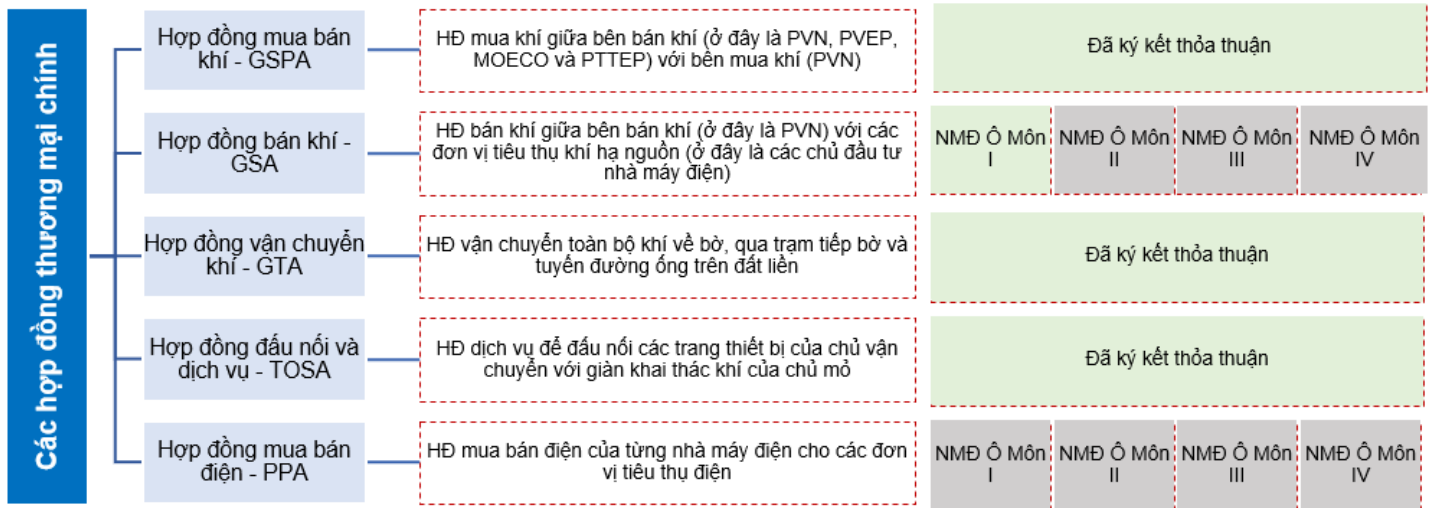 Các hợp đồng thương mại chính
Hợp đồng mua bán
khí - GSPA
HĐ mua khí giữa bên bán khí (ở đây là PVN, PVEP,
MOECO và PTTEP) với bên mua khí (PVN)
Đã ký kết thỏa thuận
Hợp đồng bán khí -
GSA
HĐ bán khí giữa bên bán khí (ở đây là PVN) với các
đơn vị tiêu thụ khí hạ nguồn (ở đây là các chủ đầu tư
nhà máy điện)
NMĐ Ô Môn
I
NMĐ Ô Môn
II
NMĐ Ô Môn
III
NMĐ Ô Môn
IV
Hợp đồng vận chuyển
khí - GTA
HĐ vận chuyển toàn bộ khí về bờ, qua trạm tiếp bờ và
tuyến đường ống trên đất liền
Đã ký kết thỏa thuận
Hợp đồng đấu nối và
dịch vụ - TOSA
HĐ dịch vụ để đấu nối các trang thiết bị của chủ vận
chuyển với giàn khai thác khí của chủ mỏ
Đã ký kết thỏa thuận
Hợp đồng mua bán
điện - PPA
HĐ mua bán điện của từng nhà máy điện cho các đơn
vị tiêu thụ điện
NMĐ Ô Môn
I
NMĐ Ô Môn
II
NMĐ Ô Môn
III
NMĐ Ô Môn
IV